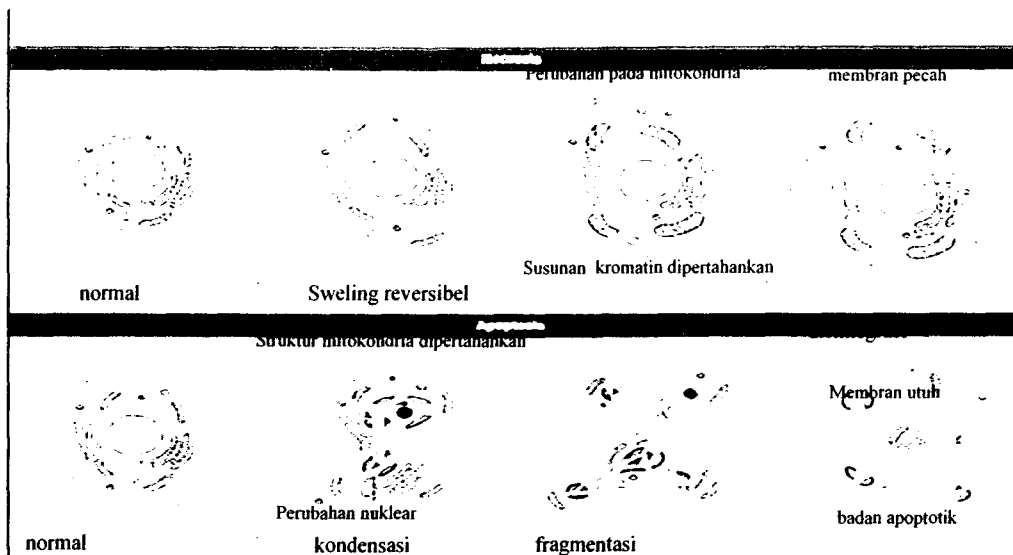 Perubahan pada mitokondria
membran pecah
Susunan kromatin dipertahankan
normal
Sweling reversibel
Apoptosis
Struktur mitokondria dipertahankan
Membran utuh
Perubahan nuklear
badan apoptotik
normal
kondensasi
fragmentasi